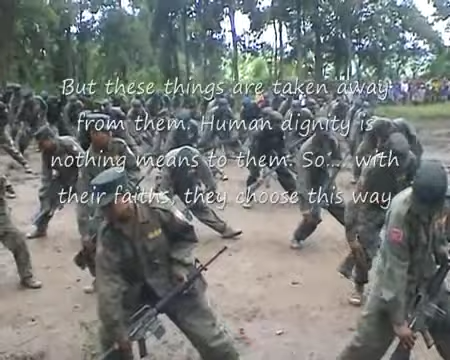 But these things are taken away
from them. Human dignity is
nothing means to them. So.... with
their faiths, they choose this way